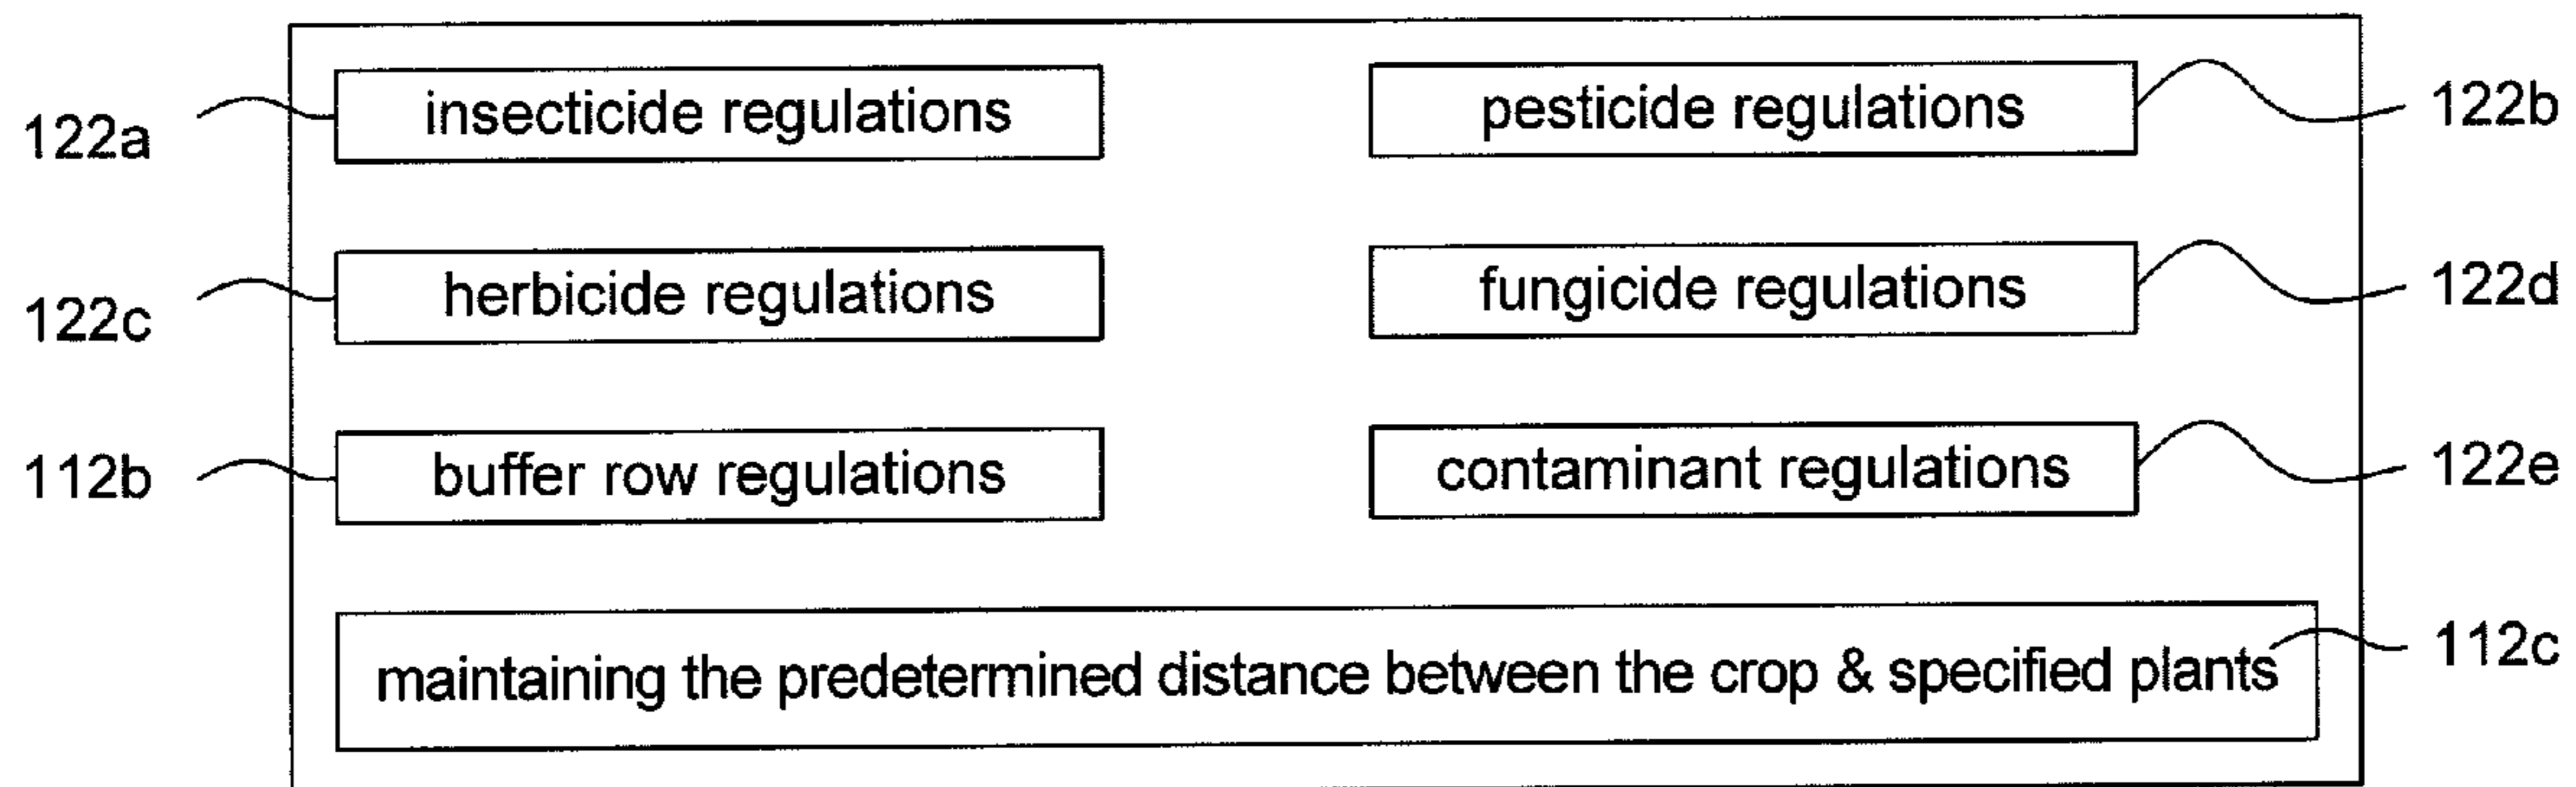 122a insecticide regulations pesticide regulations 122b
122c herbicide regulations fungicide regulations 122d
112b buffer row regulations contaminant regulations 122e
maintaining the predetermined distance between the crop & specified plants 112c